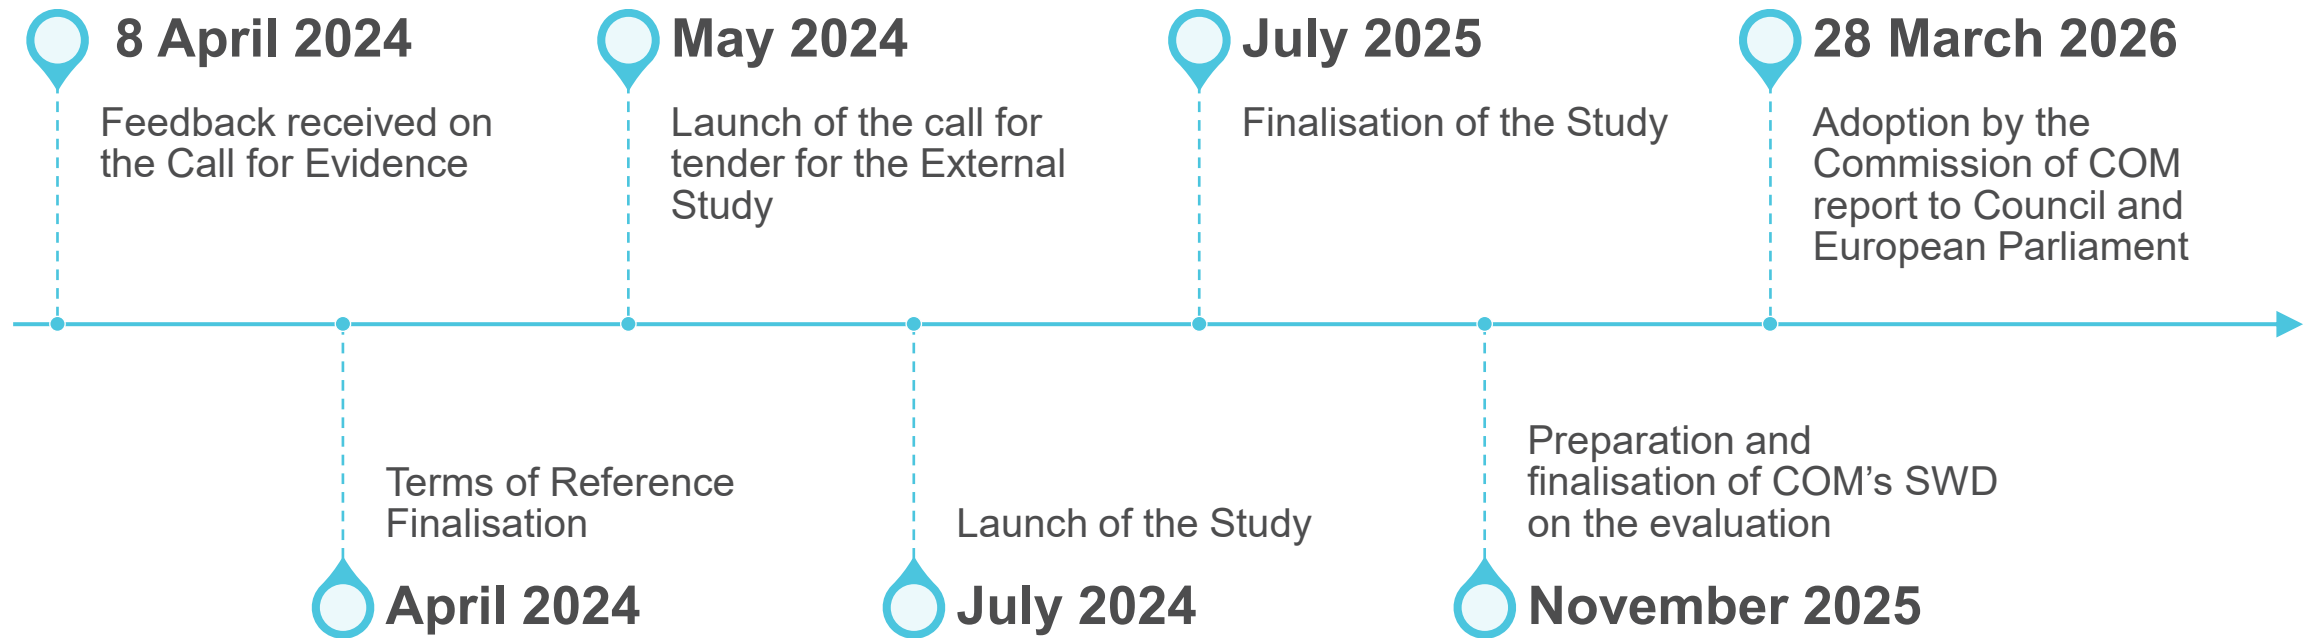 8 April 2024
Feedback received on
the Call for Evidence
April 2024
Terms of Reference
Finalisation
May 2024
Launch of the call for
tender for the External
Study
July 2024
Launch of the Study
July 2025
Finalisation of the Study
November 2025
Preparation and
finalisation of COM’s SWD
on the evaluation
28 March 2026
Adoption by the
Commission of COM
report to Council and
European Parliament